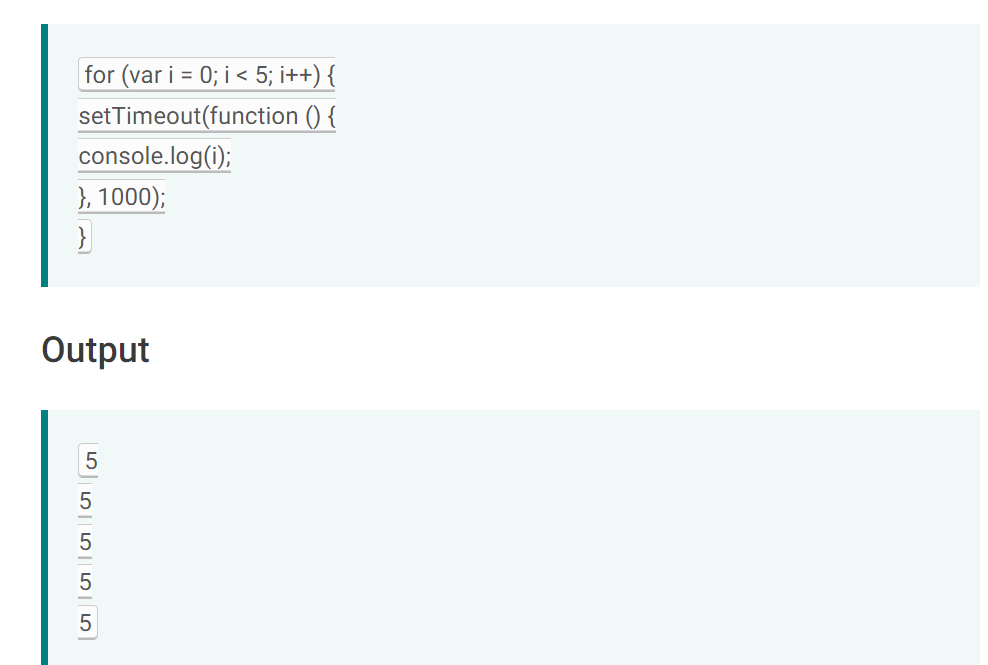 for (var i = 0; i < 5; i++) {
setTimeout(function () {
console.log(i);
}, 1000);
}
Output
5
5
5
5
5